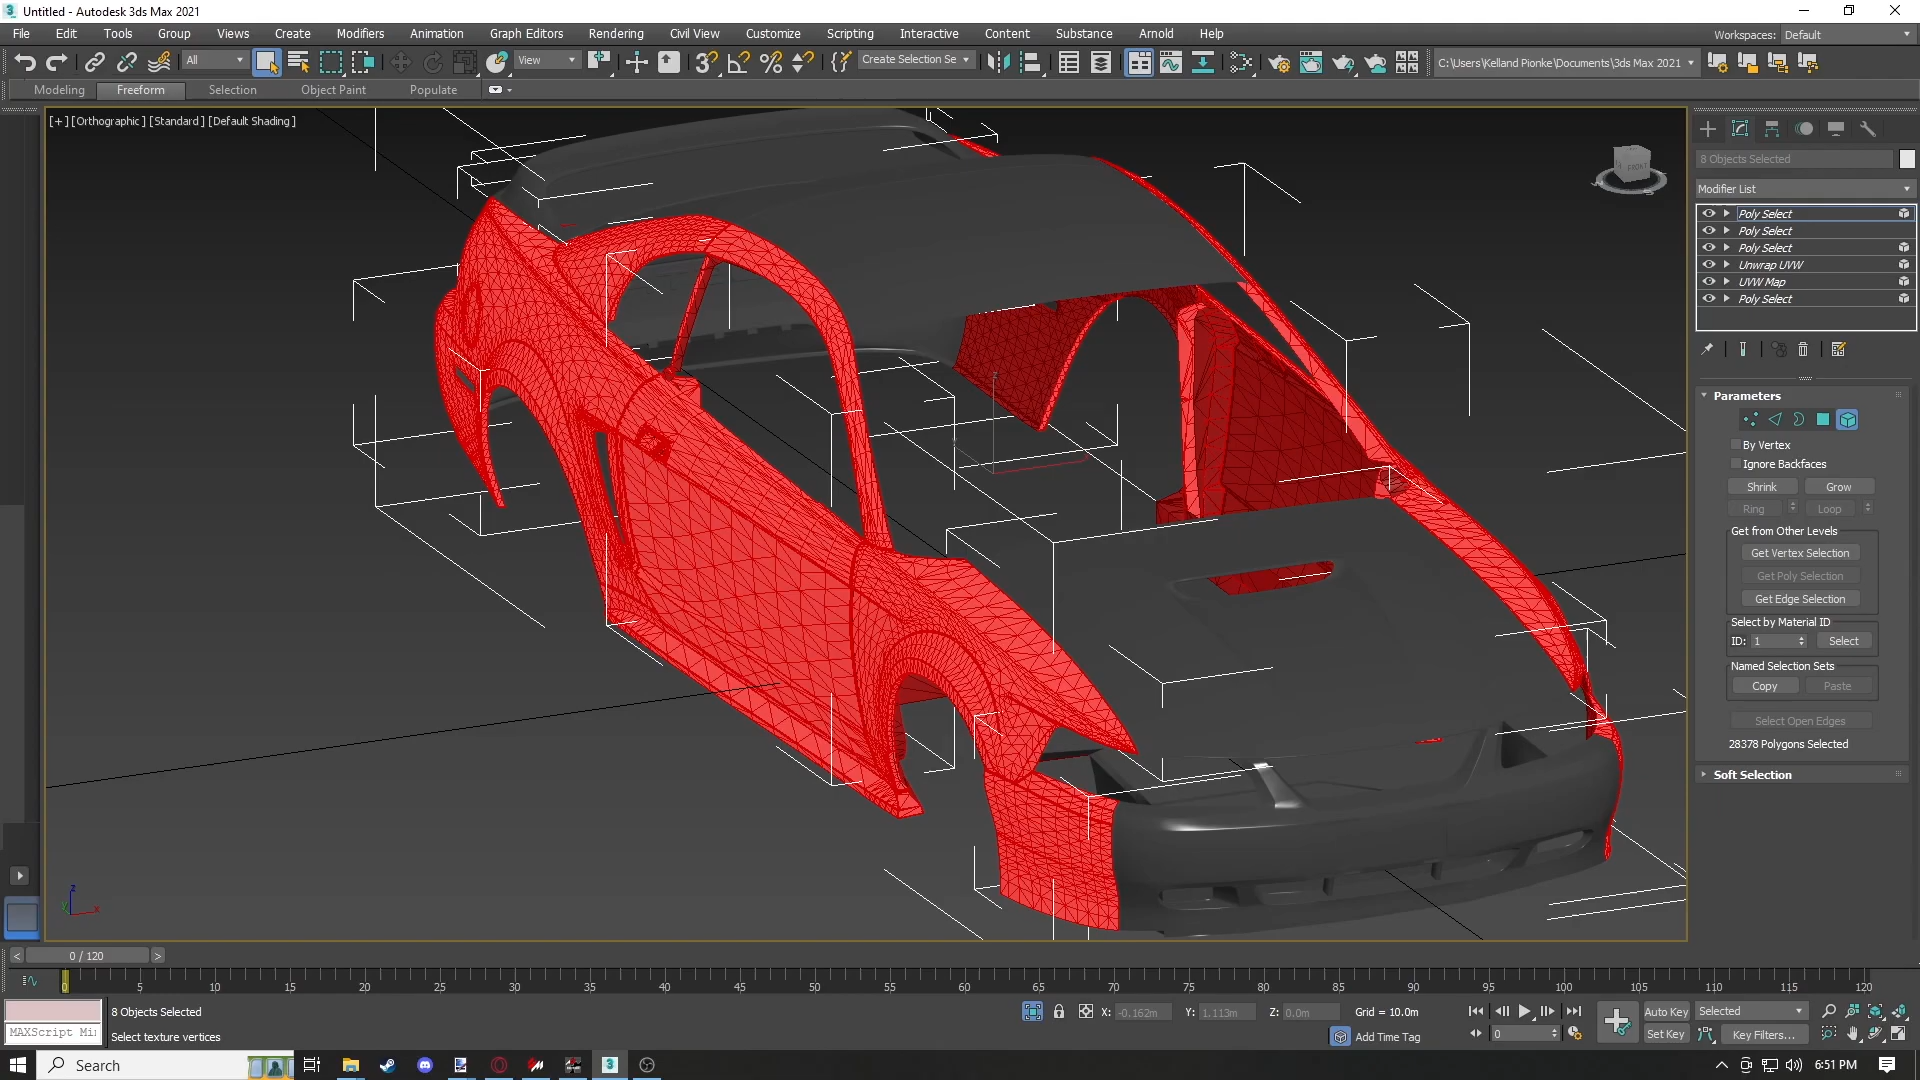 Untitled - Autodesk 3ds Max 2021
File Edit Tools Group Views Create Modifiers Animation Graph Editors Rendering Civil View Customize Scripting Interactive Content Substance Arnold Help
Workspaces: Default
All View Create Selection Se C:\Users\Kelland Pionke\Documents\3ds Max 2021
Modeling Freeform Selection Object Paint Populate
[+] [Orthographic] [Standard] [Default Shading]
FRONT
8 Objects Selected
Modifier List
Poly Select
Poly Select
Poly Select
Unwrap UVW
UVW Map
Poly Select
Parameters
By Vertex
Ignore Backfaces
Shrink Grow
Ring Loop
Get from Other Levels
Get Vertex Selection
Get Poly Selection
Get Edge Selection
Select by Material ID
ID: 1 Select
Named Selection Sets
Copy Paste
Select Open Edges
28378 Polygons Selected
Soft Selection
z
z
y x
< 0 / 120 >
0 5 10 15 20 25 30 35 40 45 50 55 60 65 70 75 80 85 90 95 100 105 110 115 120
8 Objects Selected X: -0.162m Y: 1.113m Z: 0.0m Grid = 10.0m Auto Key Selected
MAXScript Mi Select texture vertices Add Time Tag 0 Set Key Key Filters...
Search 6:51 PM